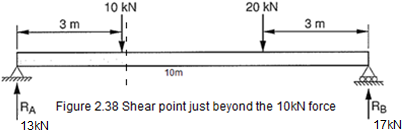 10 kN 20 kN
3 m 3 m
10m
RA Figure 2.38 Shear point just beyond the 10kN force RB
13kN 17kN